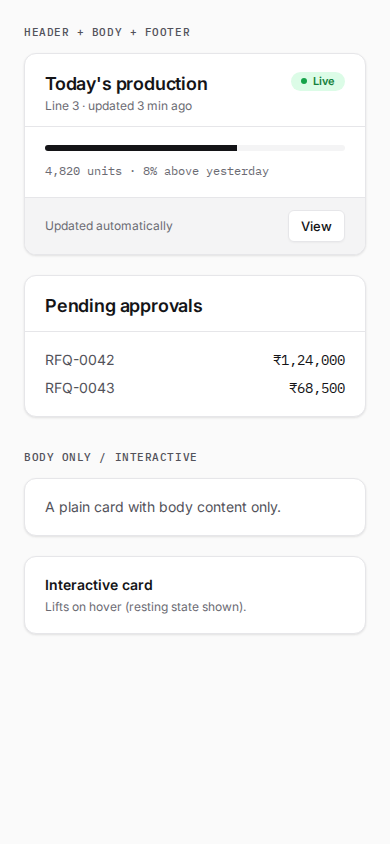 HEADER + BODY + FOOTER
Today's production
Live
Line 3 · updated 3 min ago
4,820 units · 8% above yesterday
Updated automatically
View
Pending approvals
RFQ-0042 ₹1,24,000
RFQ-0043 ₹68,500
BODY ONLY / INTERACTIVE
A plain card with body content only.
Interactive card
Lifts on hover (resting state shown).